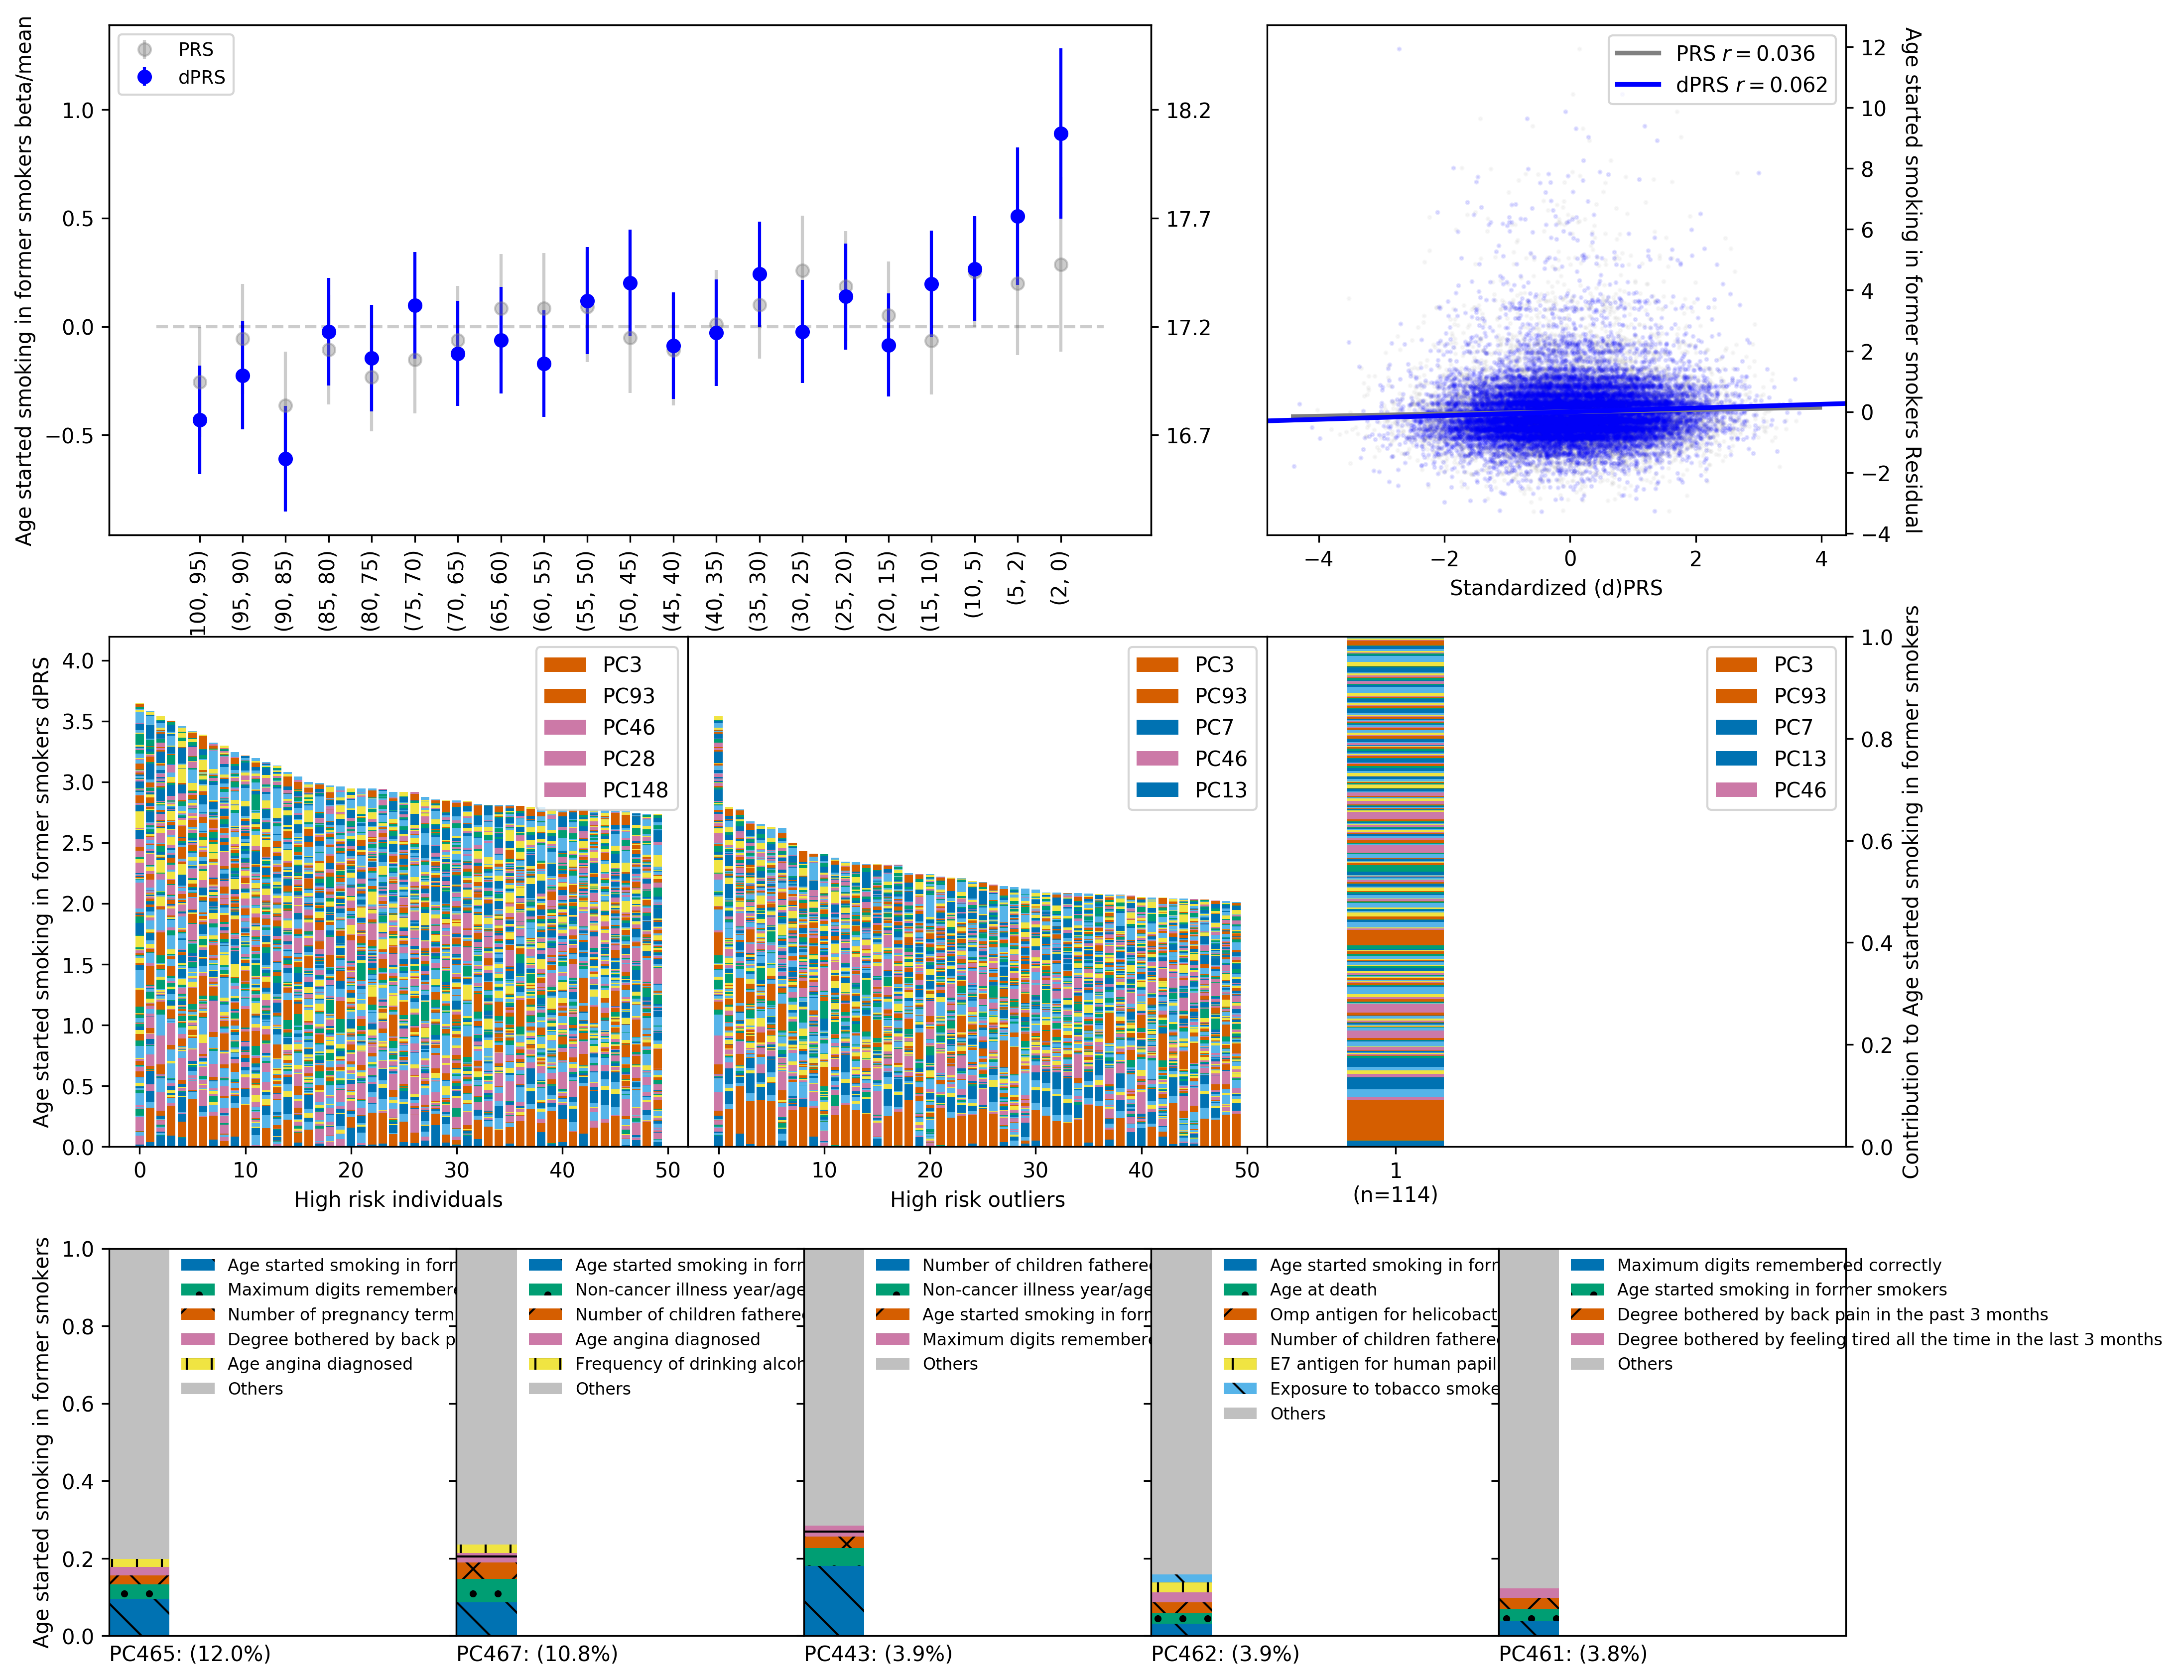 Age started smoking in former smokers beta/mean
1.0
0.5
0.0
−0.5
PRS
dPRS
18.2
17.7
17.2
16.7
100, 95)
(95, 90)
(90, 85)
(85, 80)
(80, 75)
(75, 70)
(70, 65)
(65, 60)
(60, 55)
(55, 50)
(50, 45)
(45, 40)
(40, 35)
(35, 30)
(30, 25)
(25, 20)
(20, 15)
(15, 10)
(10, 5)
(5, 2)
(2, 0)
PRS r = 0.036
dPRS r = 0.062
12
10
8
6
4
2
0
−2
−4
Age started smoking in former smokers Residual
−4
−2
0
2
4
Standardized (d)PRS
Age started smoking in former smokers dPRS
4.0
3.5
3.0
2.5
2.0
1.5
1.0
0.5
0.0
PC3
PC93
PC46
PC28
PC148
0
10
20
30
40
50
High risk individuals
PC3
PC93
PC7
PC46
PC13
0
10
20
30
40
50
High risk outliers
PC3
PC93
PC7
PC13
PC46
1
(n=114)
1.0
0.8
0.6
0.4
0.2
0.0
Contribution to Age started smoking in former smokers
Age started smoking in former smokers
1.0
0.8
0.6
0.4
0.2
0.0
Age started smoking in forr
Maximum digits remembere
Number of pregnancy term
Degree bothered by back p
Age angina diagnosed
Others
PC465: (12.0%)
Age started smoking in forr
Non-cancer illness year/age
Number of children fathere
Age angina diagnosed
Frequency of drinking alcoh
Others
PC467: (10.8%)
Number of children fathere
Non-cancer illness year/age
Age started smoking in forr
Maximum digits remembere
Others
PC443: (3.9%)
Age started smoking in forr
Age at death
Omp antigen for helicobact
Number of children fathere
E7 antigen for human papil
Exposure to tobacco smoke
Others
PC462: (3.9%)
Maximum digits remembered correctly
Age started smoking in former smokers
Degree bothered by back pain in the past 3 months
Degree bothered by feeling tired all the time in the last 3 months
Others
PC461: (3.8%)